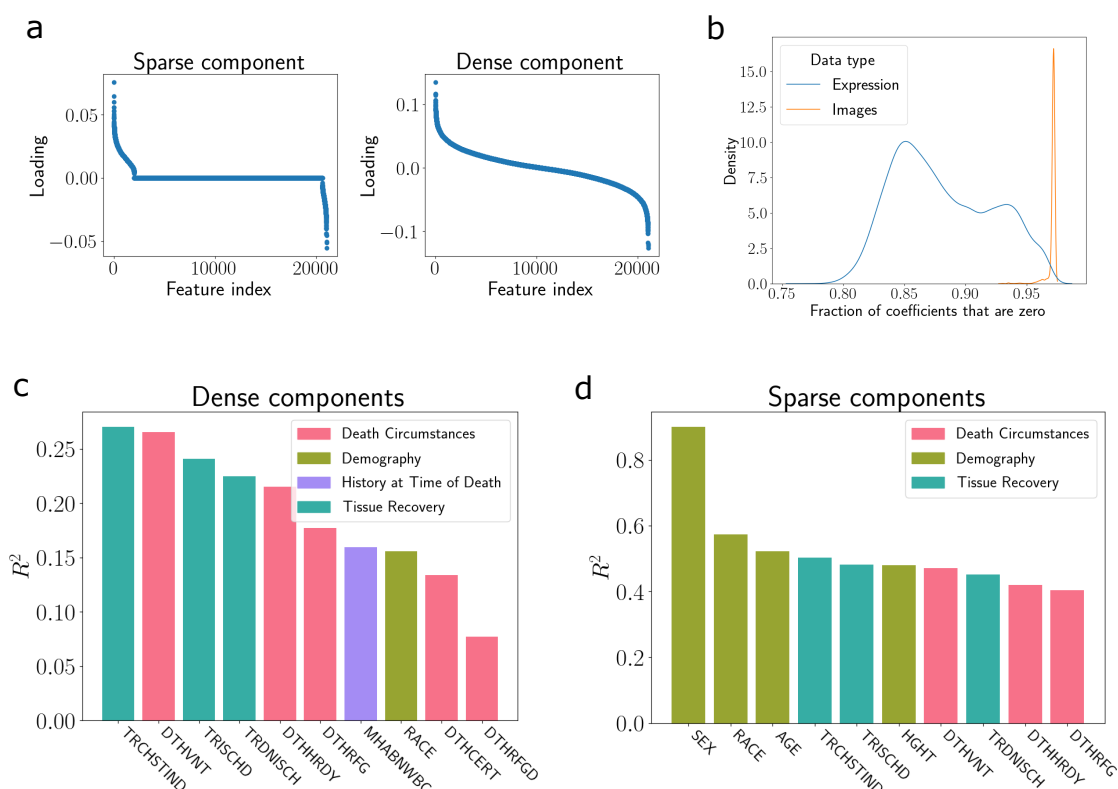 a
Sparse component
0.05
0.00
−0.05
Loading
0
10000
20000
Feature index
Dense component
0.1
0.0
−0.1
Loading
0
10000
20000
Feature index
b
Data type
Expression
Images
15.0
12.5
10.0
7.5
5.0
2.5
0.0
Density
0.75
0.80
0.85
0.90
0.95
Fraction of coefficients that are zero
c
Dense components
Death Circumstances
Demography
History at Time of Death
Tissue Recovery
0.25
0.20
0.15
0.10
0.05
0.00
R²
TRCHSTIND
DTHVNT
TRISCHD
TRDNISCH
DTHHRDY
DTHRFG
MHABNWBC
RACE
DTHCERT
DTHRFGD
d
Sparse components
Death Circumstances
Demography
Tissue Recovery
0.8
0.6
0.4
0.2
0.0
R²
SEX
RACE
AGE
TRCHSTIND
TRISCHD
HGHT
DTHVNT
TRDNISCH
DTHHRDY
DTHRFG